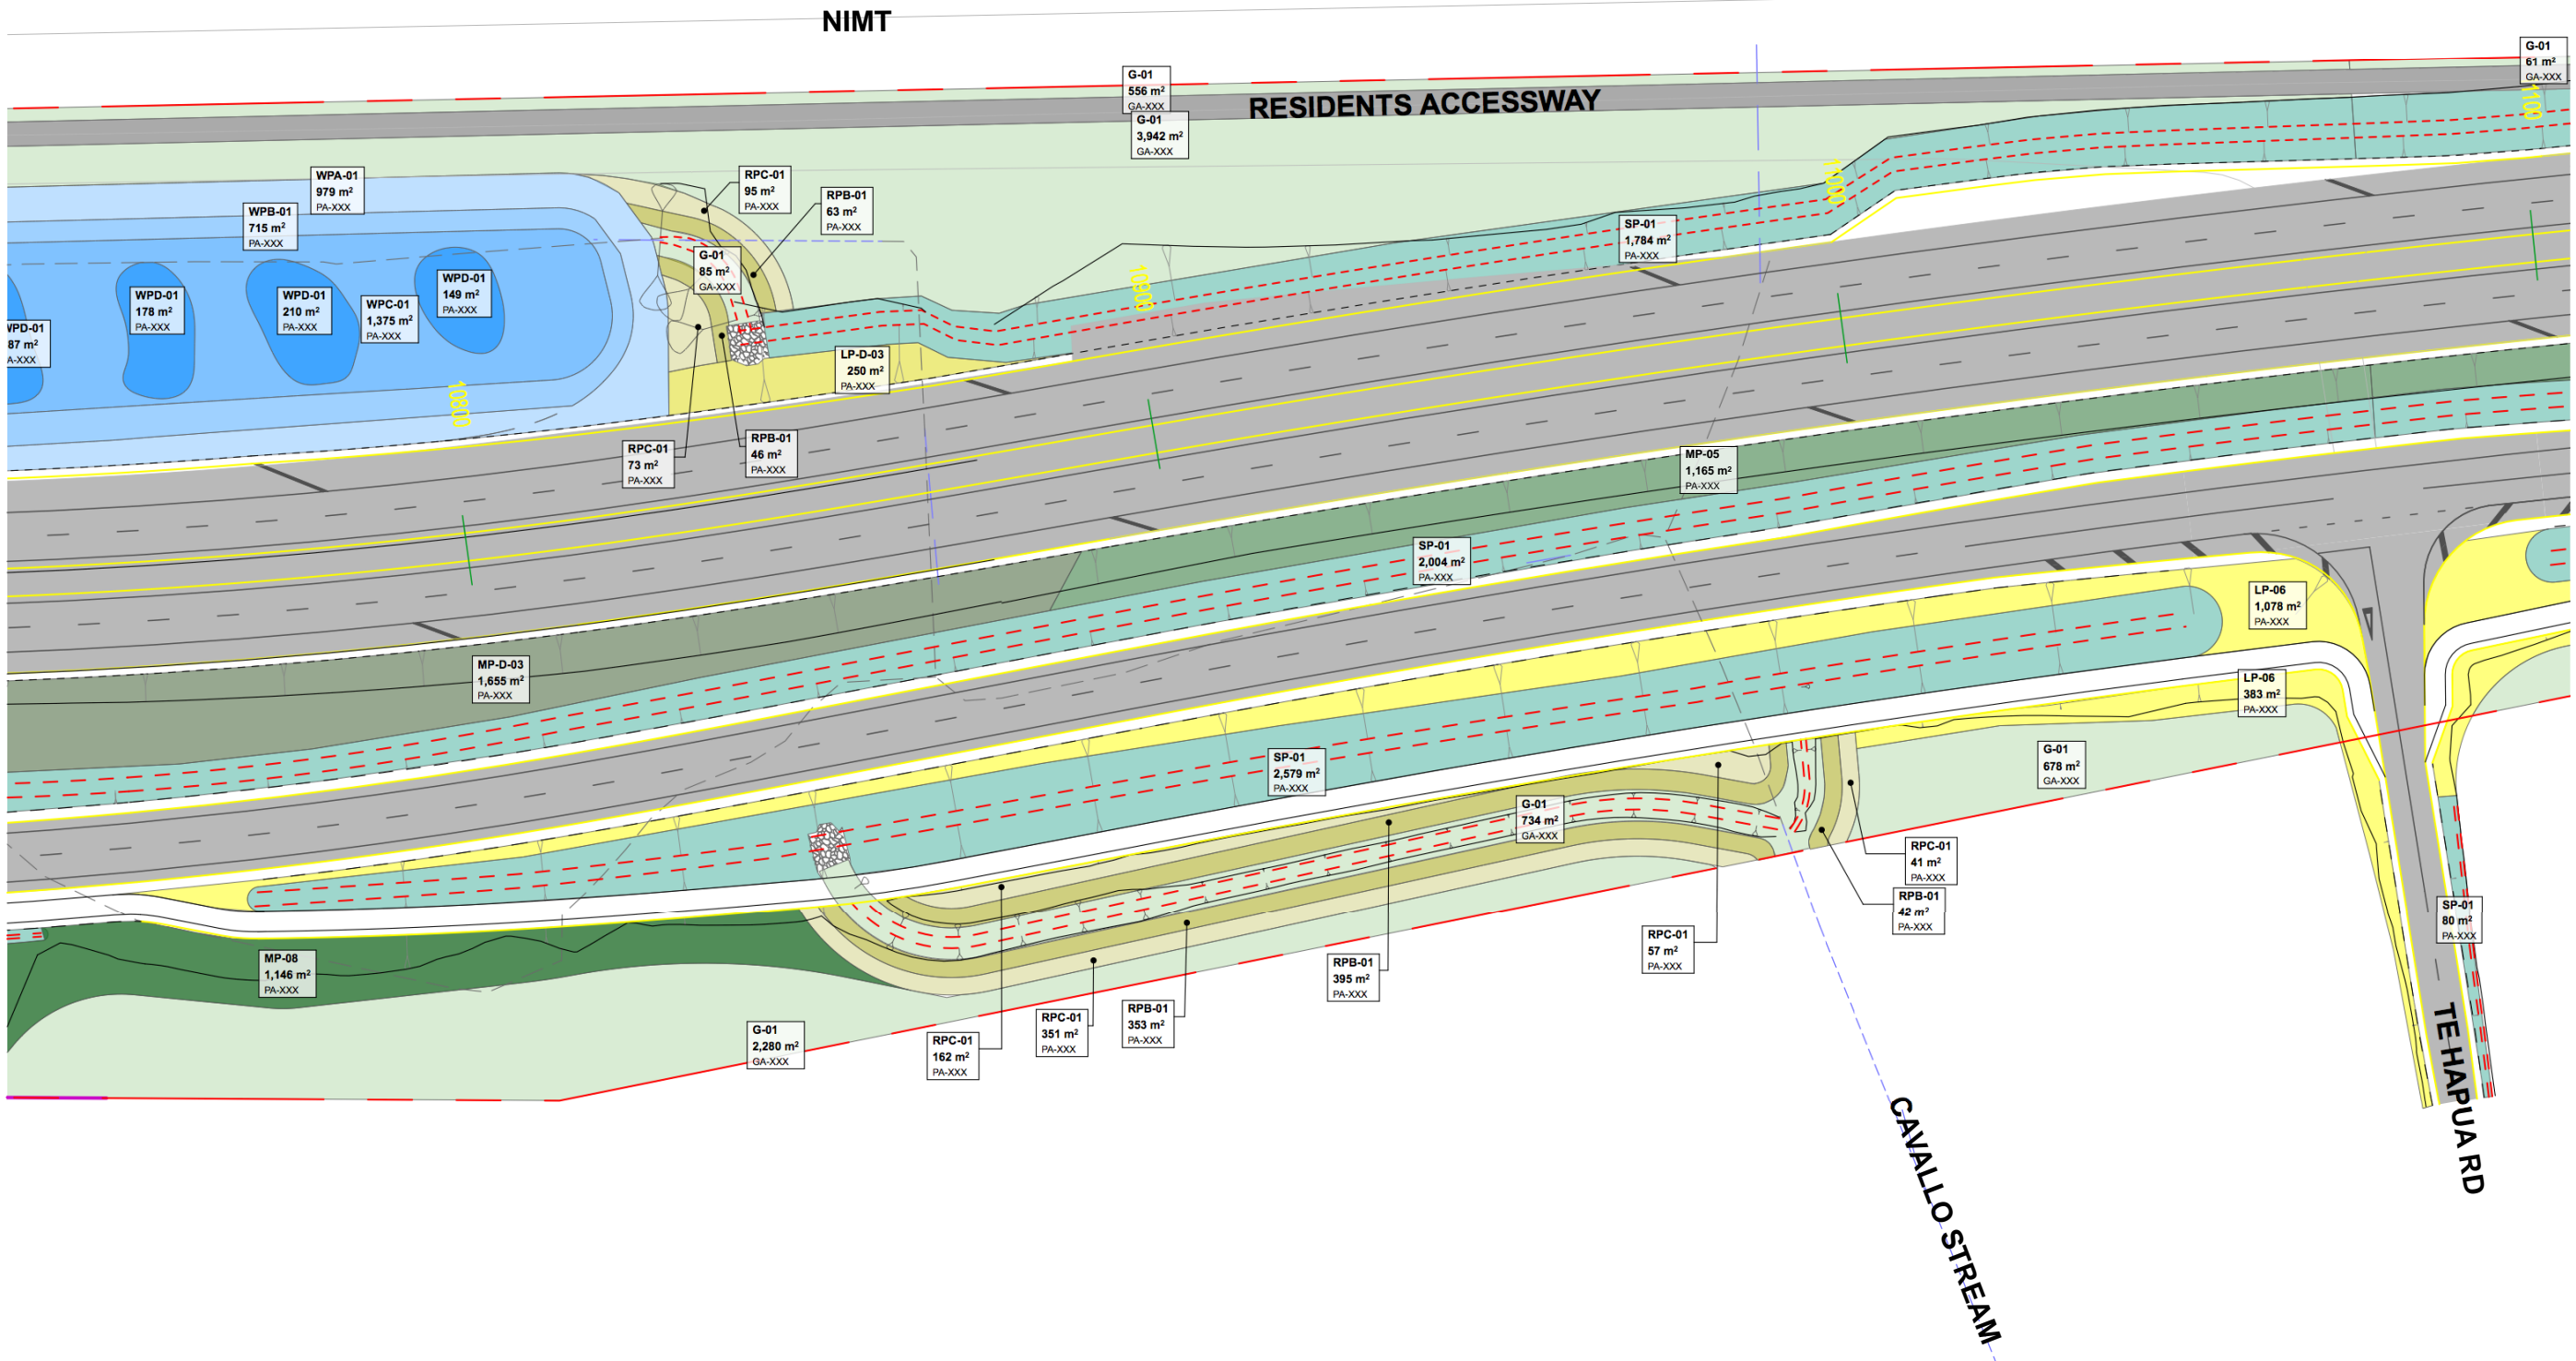 NIMT
G-01
61 m²
GA-XXX
G-01
556 m²
GA-XXX
RESIDENTS ACCESSWAY
G-01
3,942 m²
GA-XXX
1100
WPA-01
979 m²
PA-XXX
RPC-01
95 m²
PA-XXX
RPB-01
63 m²
PA-XXX
11000
WPB-01
715 m²
PA-XXX
SP-01
1,784 m²
PA-XXX
G-01
85 m²
GA-XXX
10900
WPD-01
149 m²
PA-XXX
WPD-01
178 m²
PA-XXX
WPD-01
210 m²
PA-XXX
WPC-01
1,375 m²
PA-XXX
WPD-01
87 m²
A-XXX
LP-D-03
250 m²
PA-XXX
10800
RPC-01
73 m²
PA-XXX
RPB-01
46 m²
PA-XXX
MP-05
1,165 m²
PA-XXX
SP-01
2,004 m²
PA-XXX
LP-06
1,078 m²
PA-XXX
MP-D-03
1,655 m²
PA-XXX
LP-06
383 m²
PA-XXX
SP-01
2,579 m²
PA-XXX
G-01
678 m²
GA-XXX
G-01
734 m²
GA-XXX
RPC-01
41 m²
PA-XXX
RPB-01
42 m²
PA-XXX
SP-01
80 m²
PA-XXX
RPC-01
57 m²
PA-XXX
MP-08
1,146 m²
PA-XXX
RPB-01
395 m²
PA-XXX
RPB-01
353 m²
PA-XXX
RPC-01
351 m²
PA-XXX
G-01
2,280 m²
GA-XXX
RPC-01
162 m²
PA-XXX
TE HAPUA RD
CAVALLO STREAM